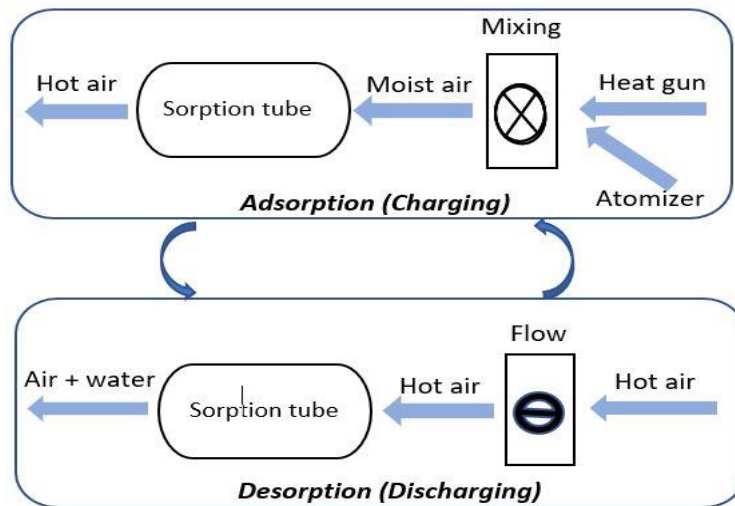 Mixing
Hot air
Sorption tube
Moist air
Heat gun
Atomizer
Adsorption (Charging)
Flow
Air + water
Sorption tube
Hot air
Hot air
Desorption (Discharging)